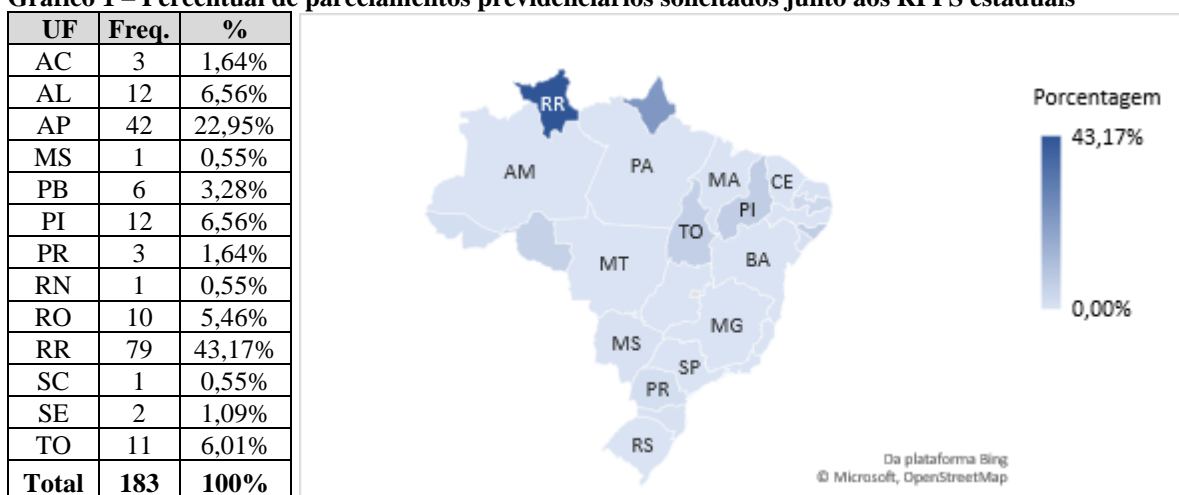 Gráfico 1 – Percentual de parcelamentos previdenciários solicitados junto aos RPPS estaduais
UF Freq. %
AC 3 1,64%
AL 12 6,56%
AP 42 22,95%
MS 1 0,55%
PB 6 3,28%
PI 12 6,56%
PR 3 1,64%
RN 1 0,55%
RO 10 5,46%
RR 79 43,17%
SC 1 0,55%
SE 2 1,09%
TO 11 6,01%
Total 183 100%
RR
AM
PA
MA
CE
PI
TO
MT
BA
MG
MS
SP
PR
RS
Porcentagem
43,17%
0,00%
Da plataforma Bing
© Microsoft, OpenStreetMap